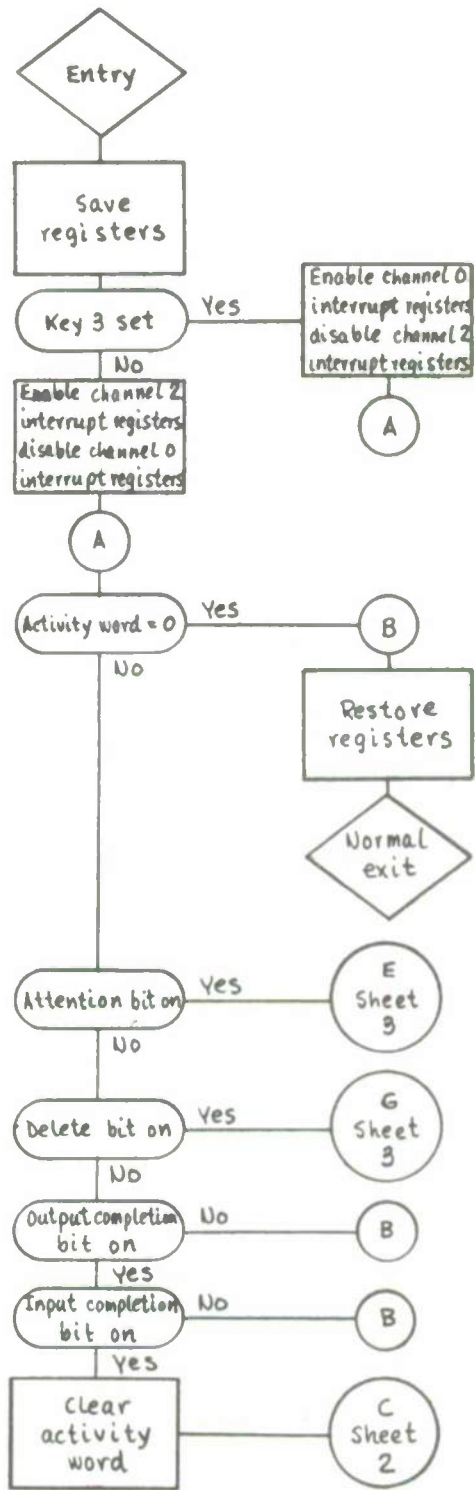 Entry
Save
registers
Key 3 set
Yes
Enable channel 0
interrupt registers
disable channel 2
interrupt registers
A
No
Enable channel 2
interrupt registers
disable channel 0
interrupt registers
A
Activity word = 0
Yes
B
No
Restore
registers
Normal
exit
Attention bit on
Yes
E
Sheet
3
No
Delete bit on
Yes
G
Sheet
3
No
Output completion
bit on
No
B
Yes
Input completion
bit on
No
B
Yes
Clear
activity
word
C
Sheet
2